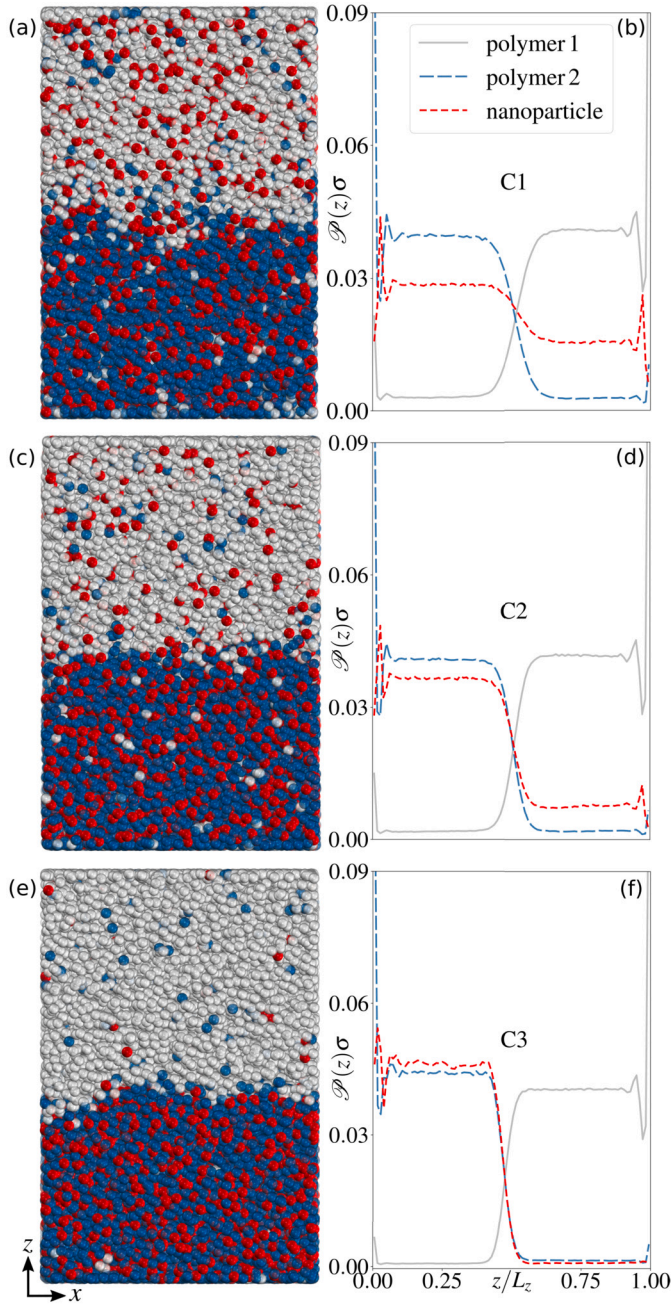 (a)
(b)
0.09
0.06
0.03
0.00
𝒫(z)σ
polymer 1
polymer 2
nanoparticle
C1
(c)
(d)
0.09
0.06
0.03
0.00
𝒫(z)σ
C2
(e)
(f)
0.09
0.06
0.03
0.00
𝒫(z)σ
C3
0.00
0.25
z/L_z
0.75
1.00
z
x